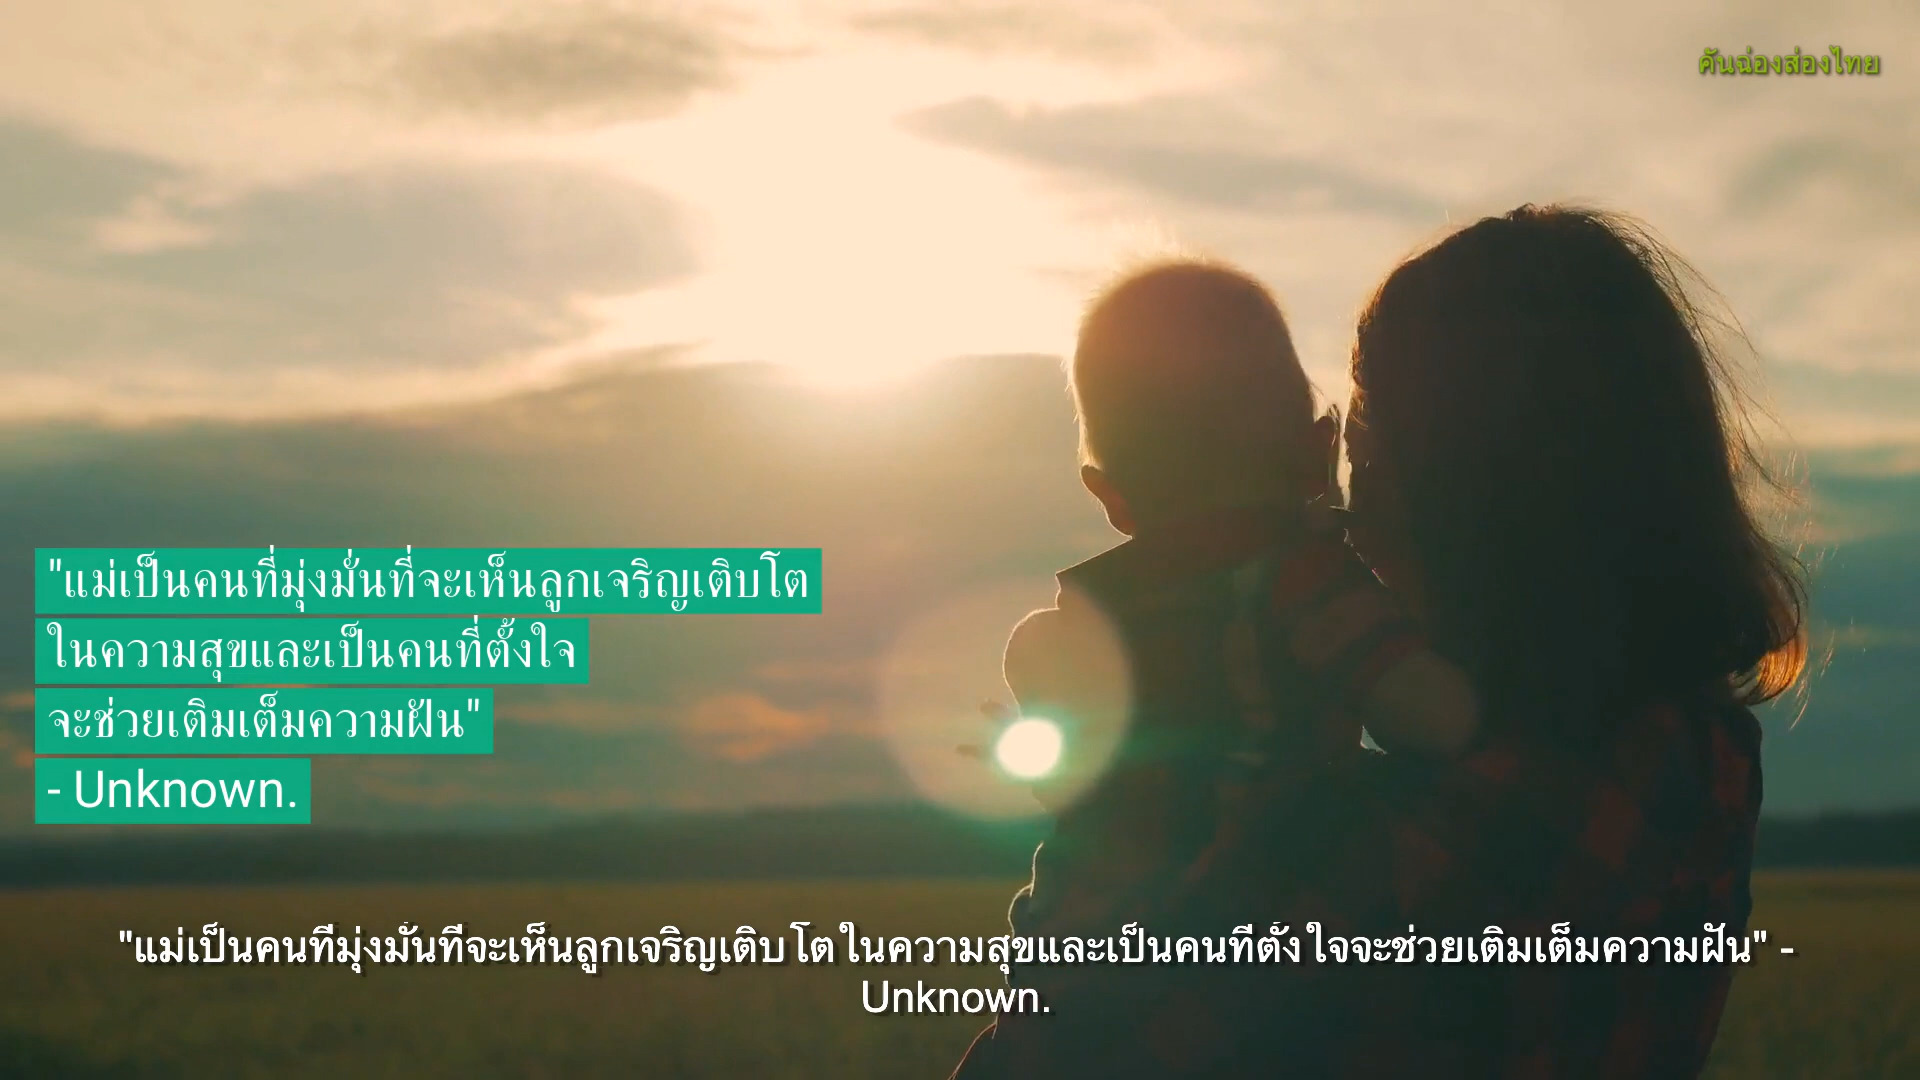 คันฉ่องส่องไทย
"แม่เป็นคนที่มุ่งมั่นที่จะเห็นลูกเจริญเติบโต
ในความสุขและเป็นคนที่ตั้งใจ
จะช่วยเติมเต็มความฝัน"
- Unknown.
"แม่เป็นคนที่มุ่งมั่นที่จะเห็นลูกเจริญเติบโตในความสุขและเป็นคนที่ตั้งใจจะช่วยเติมเต็มความฝัน" -
Unknown.